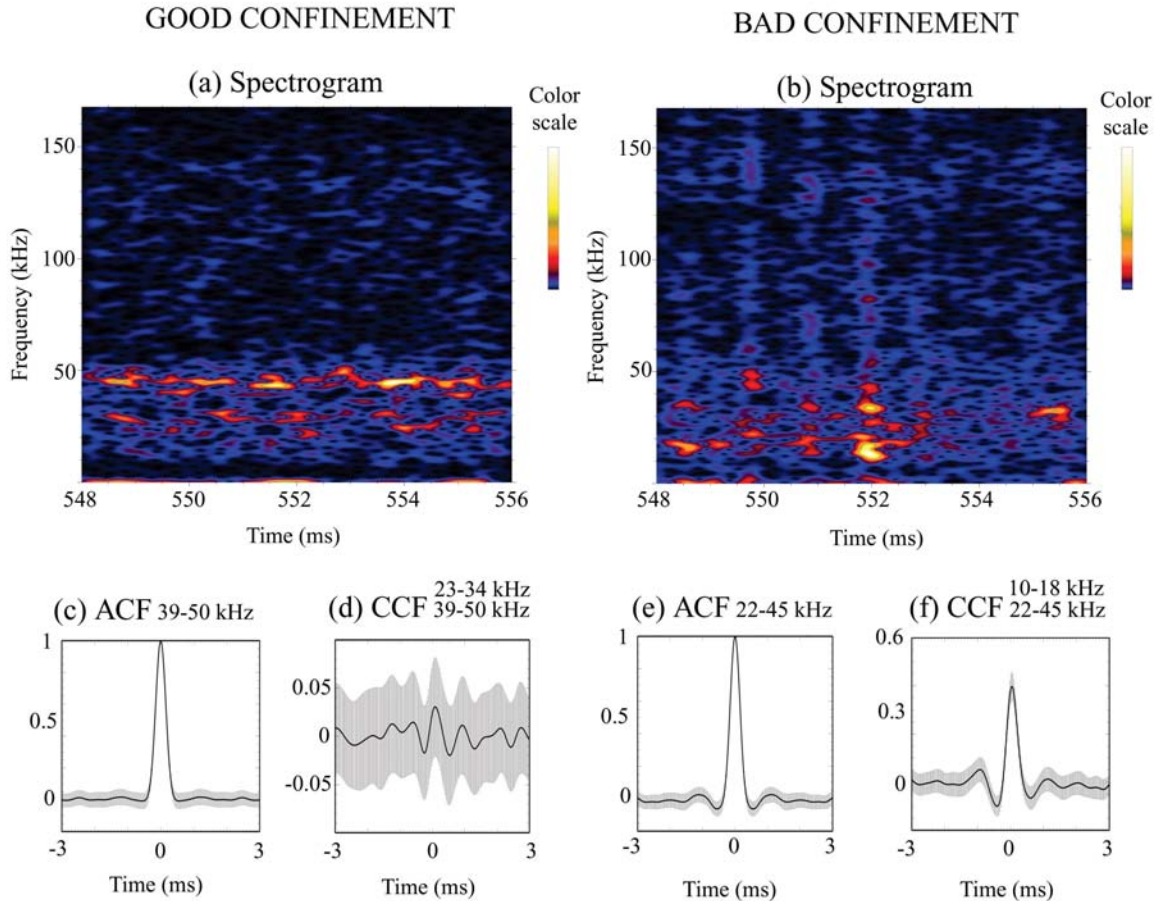 GOOD CONFINEMENT
BAD CONFINEMENT
(a) Spectrogram
Color
scale
150
100
50
0
Frequency (kHz)
548 550 552 554 556
Time (ms)
(b) Spectrogram
Color
scale
150
100
50
0
Frequency (kHz)
548 550 552 554 556
Time (ms)
(c) ACF 39-50 kHz
1
0.5
0
-3 0 3
Time (ms)
(d) CCF 23-34 kHz
39-50 kHz
0.05
0
-0.05
-3 0 3
Time (ms)
(e) ACF 22-45 kHz
1
0.5
0
-3 0 3
Time (ms)
(f) CCF 10-18 kHz
22-45 kHz
0.6
0.3
0
-3 0 3
Time (ms)